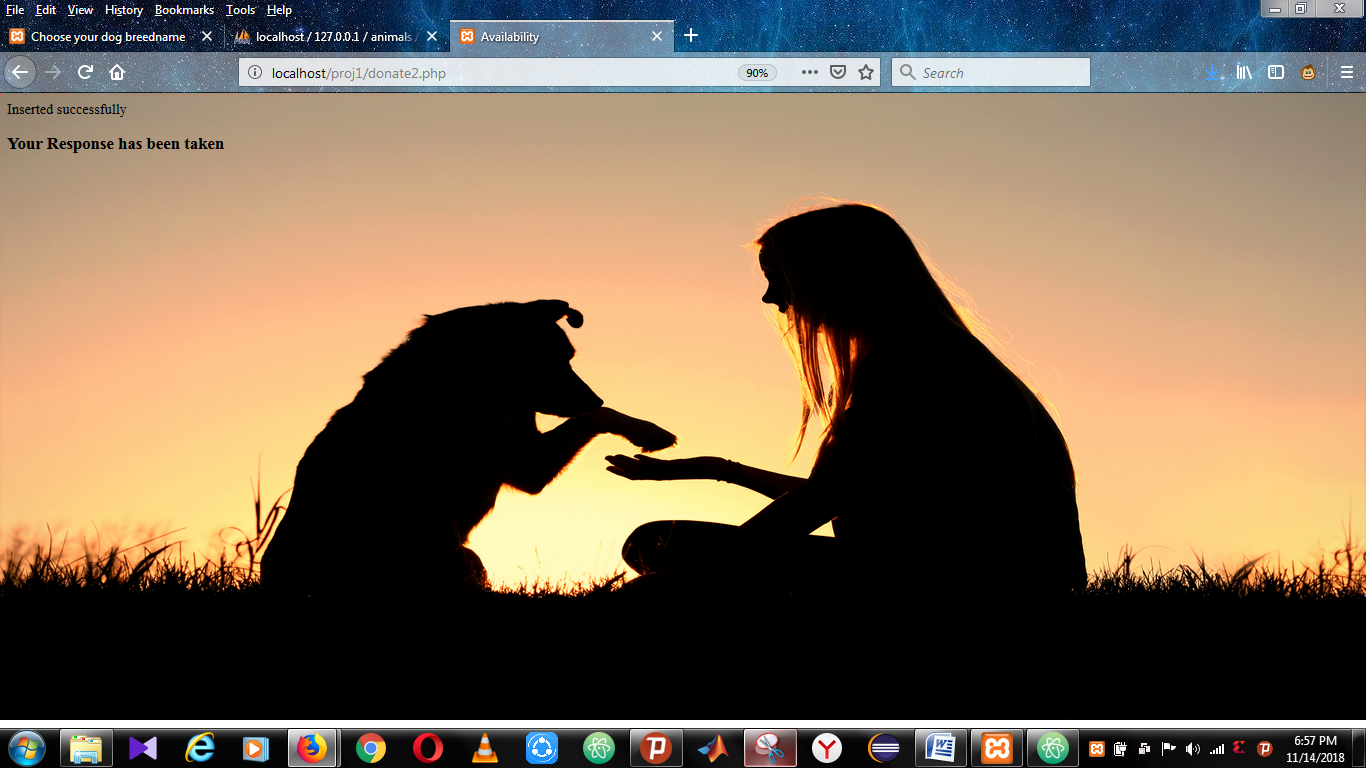 File Edit View History Bookmarks Tools Help
Choose your dog breedname
localhost / 127.0.0.1 / animals
Availability
localhost/proj1/donate2.php
90%
Search
Inserted successfully
Your Response has been taken
6:57 PM
11/14/2018